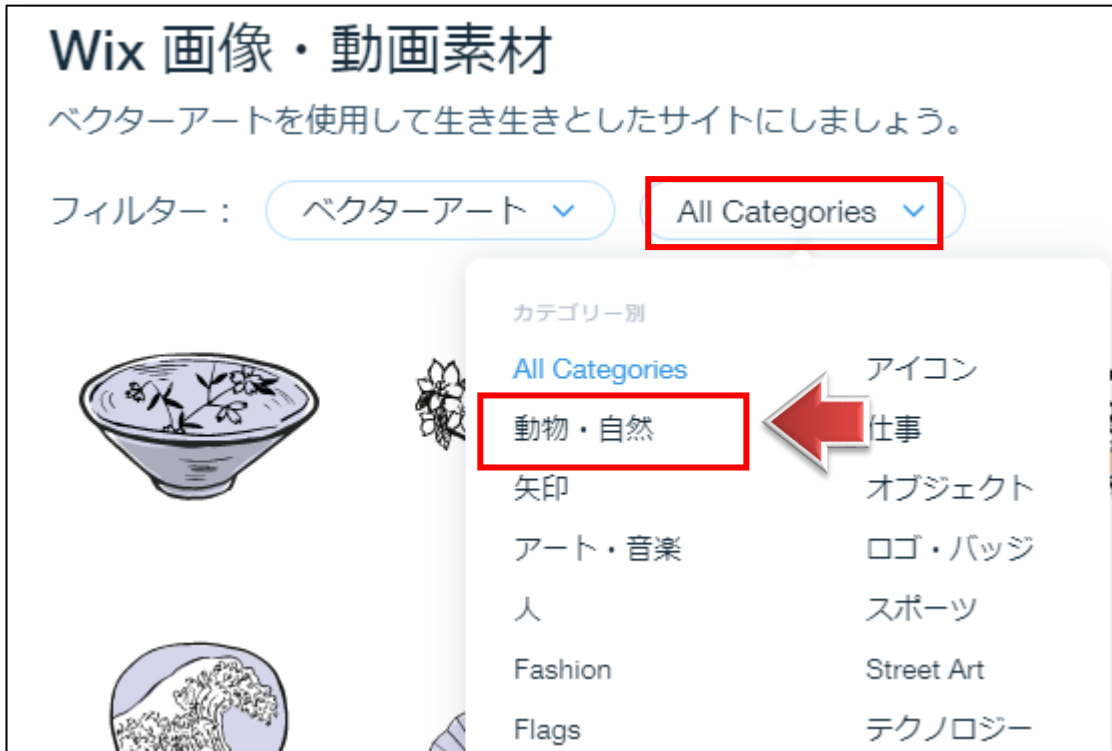 Wix 画像・動画素材
ベクターアートを使用して生き生きとしたサイトにしましょう。
フィルター： ベクターアート All Categories
カテゴリー別
All Categories アイコン
動物・自然 仕事
矢印 オブジェクト
アート・音楽 ロゴ・バッジ
人 スポーツ
Fashion Street Art
Flags テクノロジー